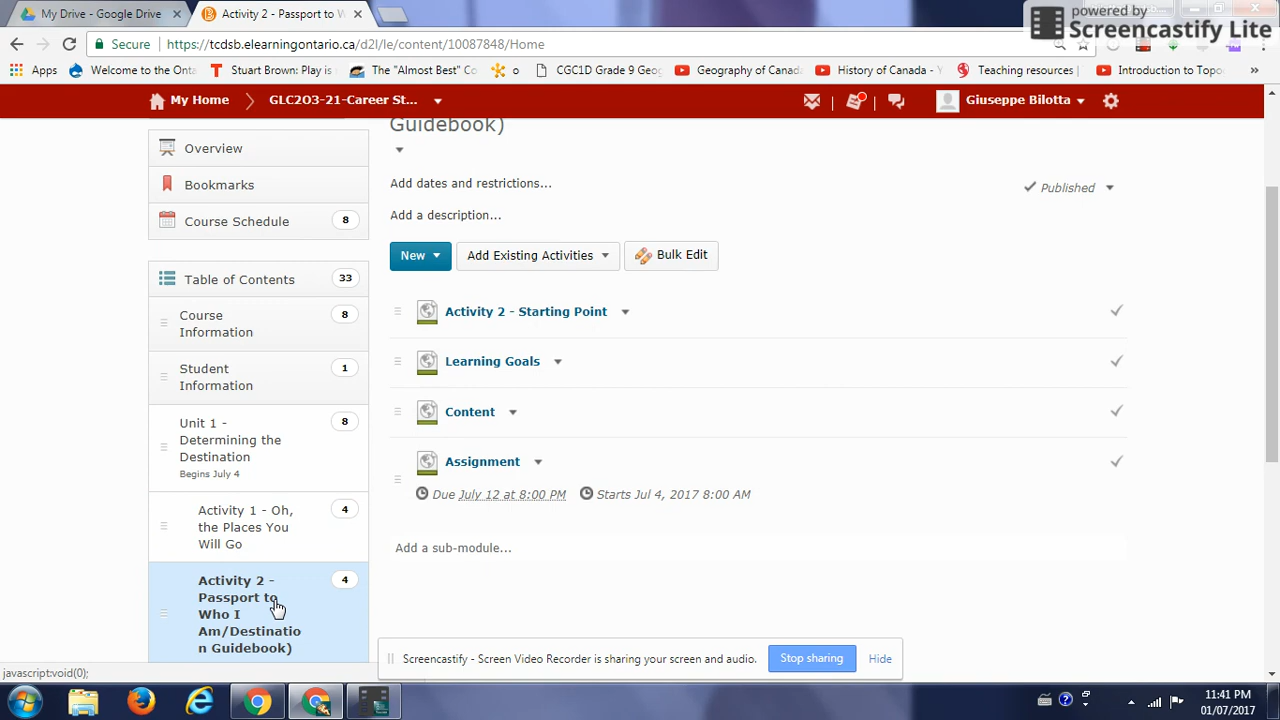 My Drive - Google Drive
Activity 2 - Passport to W
powered by
Screencastify Lite
Secure
https://tcdsb.elearningontario.ca/d2l/le/content/10087848/Home
Apps
Welcome to the Onta
Stuart Brown: Play is
The "Almost Best" Co
o
CGC1D Grade 9 Geog
Geography of Canada
History of Canada - Y
Teaching resources |
Introduction to Topo
»
My Home
GLC2O3-21-Career St...
Giuseppe Bilotta
Guidebook)
Overview
Bookmarks
Course Schedule
8
Add dates and restrictions...
Published
Add a description...
New
Add Existing Activities
Bulk Edit
Table of Contents
33
Course
Information
8
Student
Information
1
Unit 1 -
Determining the
Destination
Begins July 4
8
Activity 1 - Oh,
the Places You
Will Go
4
Activity 2 -
Passport to
Who I
Am/Destinatio
n Guidebook)
4
Activity 2 - Starting Point
Learning Goals
Content
Assignment
Due July 12 at 8:00 PM
Starts Jul 4, 2017 8:00 AM
Add a sub-module...
Screencastify - Screen Video Recorder is sharing your screen and audio.
Stop sharing
Hide
javascript:void(0);
11:41 PM
01/07/2017